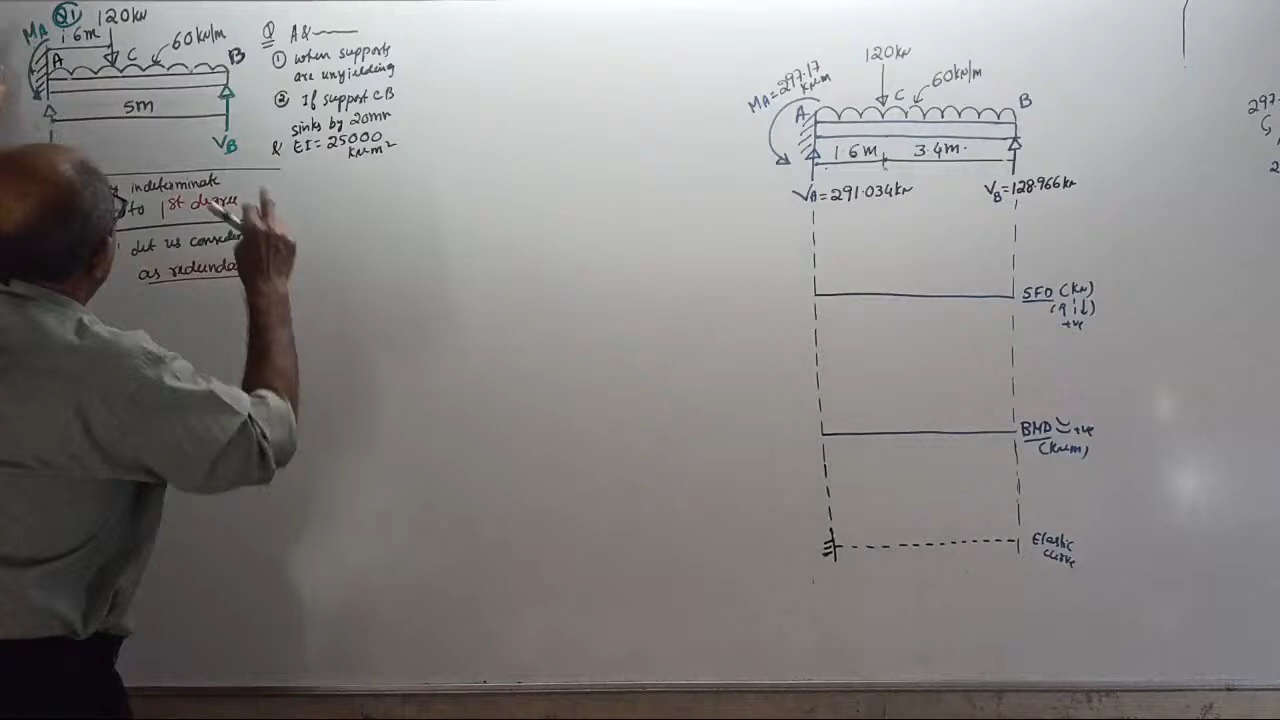 Q1
120kN
MA
1.6m
60kN/m
A
C
B
5m
VB
Q A&
① when supports
are unyielding
② If support @B
sinks by 20mm
& EI = 25000
kNm²
indeterminate
to 1st degree
Let us consider
as redunda
120kN
MA=297.17
kNm
60kN/m
A
C
B
1.6m
3.4m.
VA=291.034kN
VB=128.966kN
SFD (kN)
+ve
BMD +ve
(kNm)
Elastic
curve
297.
2